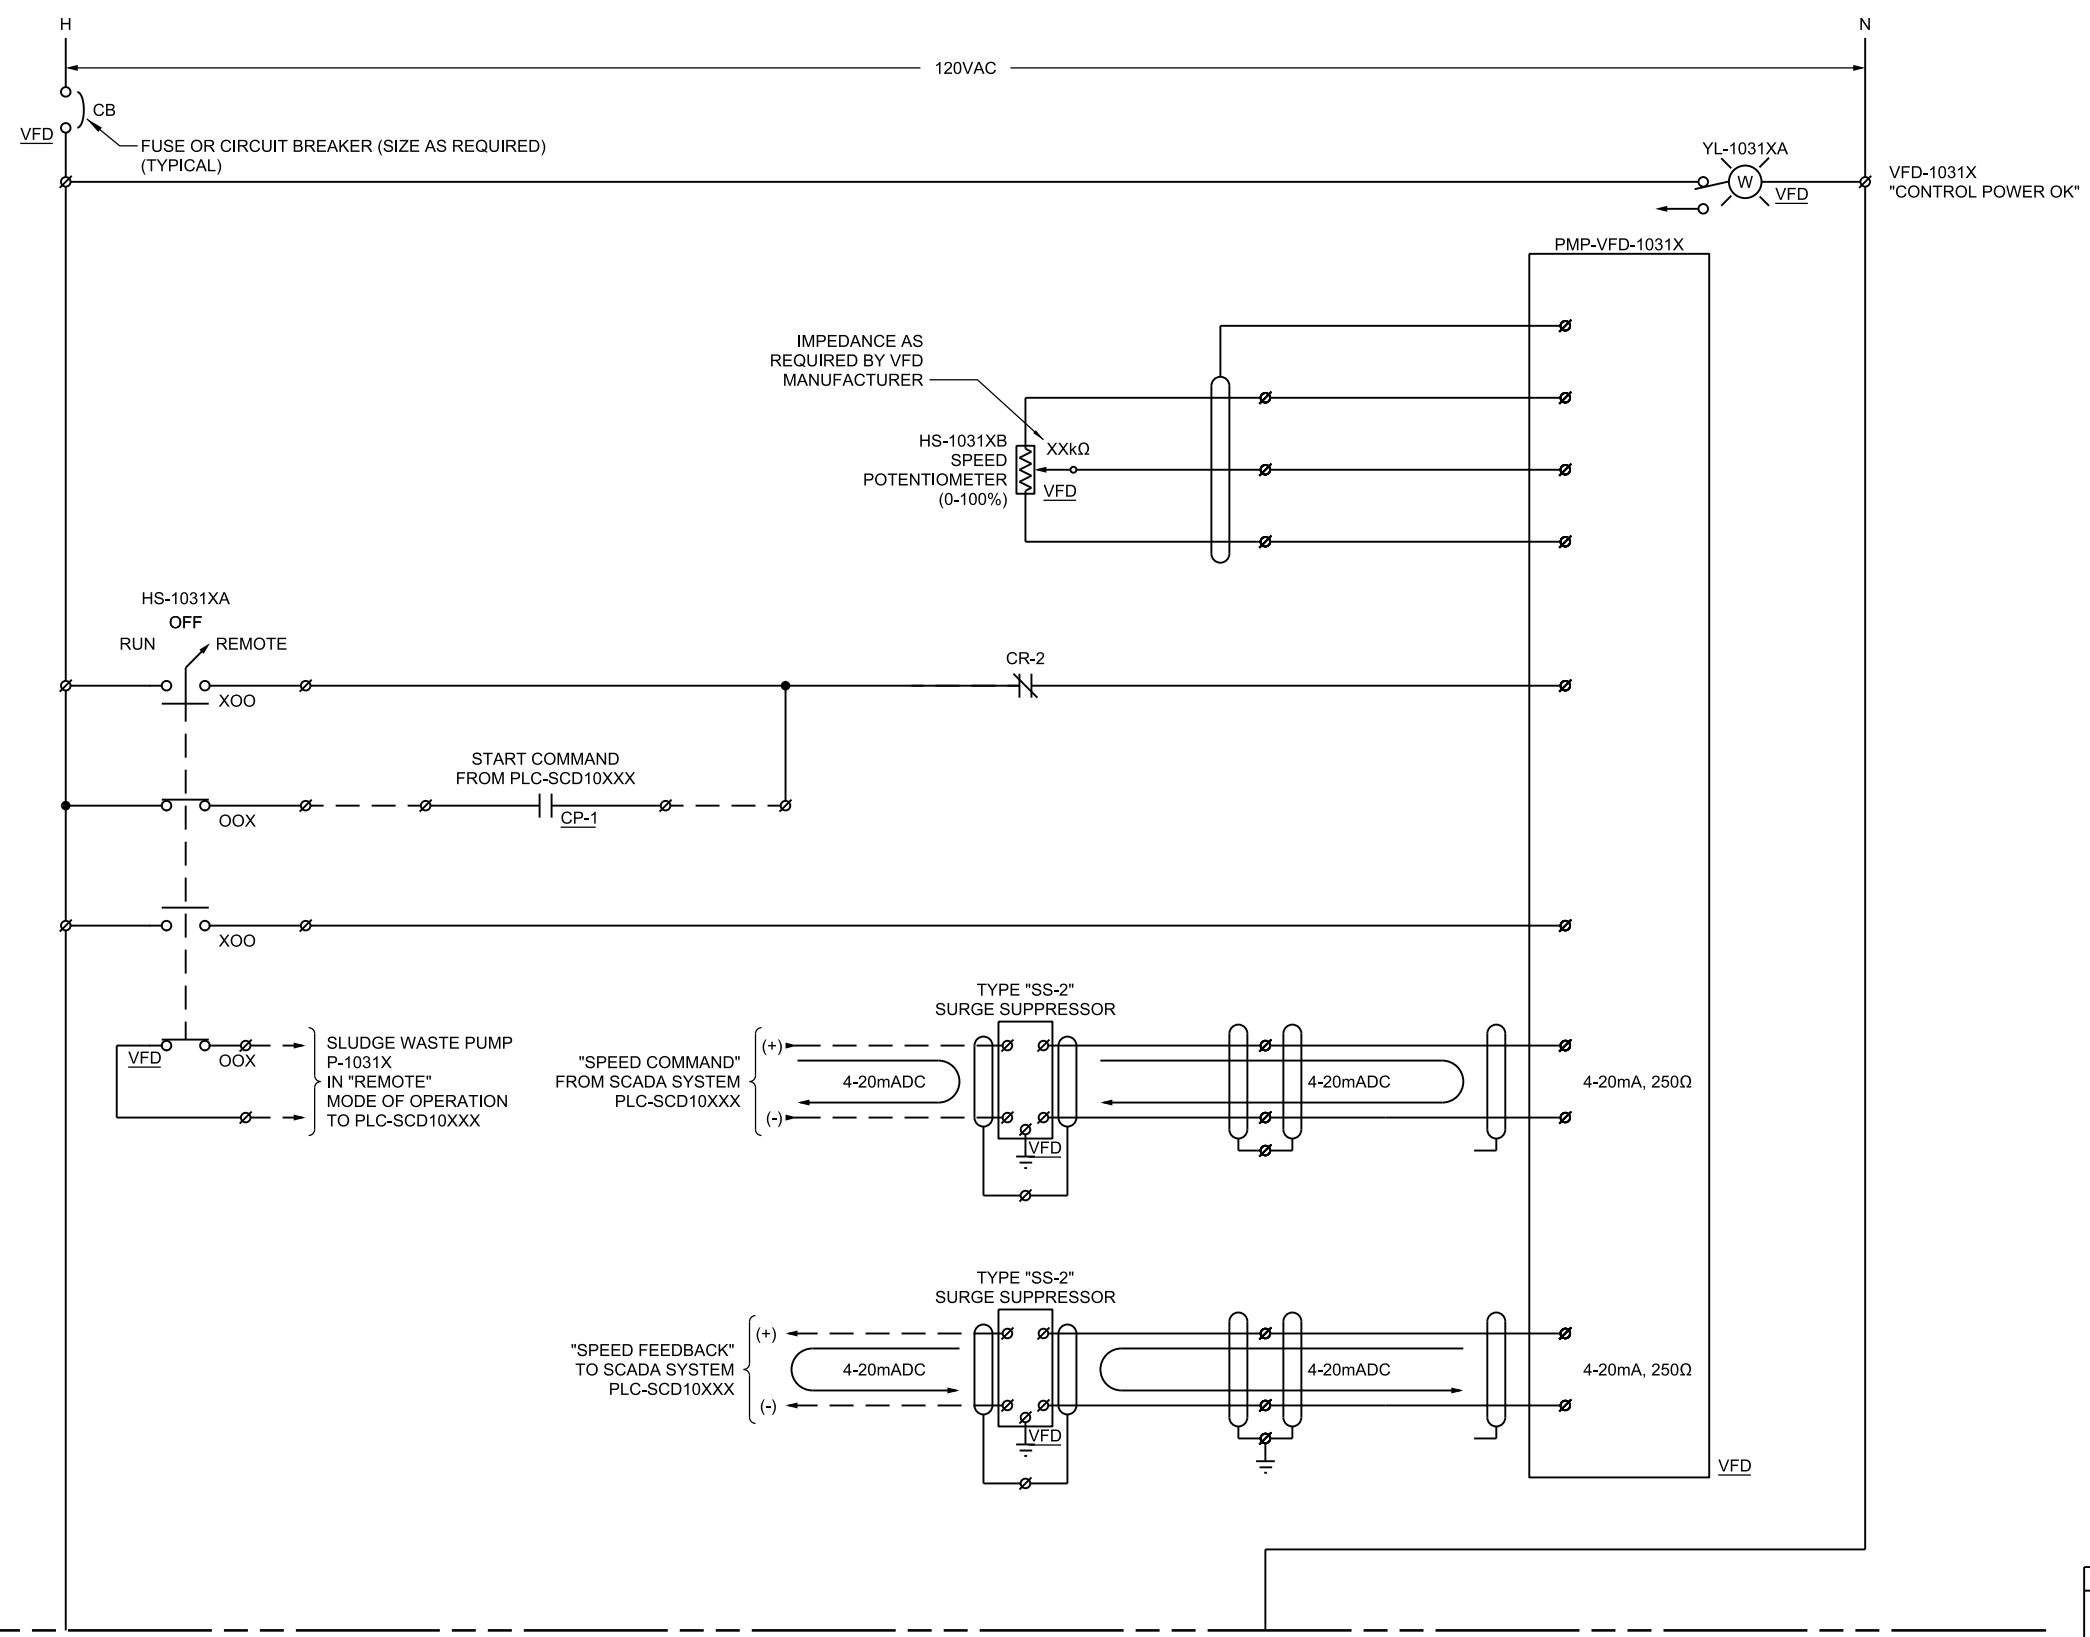 H
N
120VAC
CB
VFD
FUSE OR CIRCUIT BREAKER (SIZE AS REQUIRED)
(TYPICAL)
YL-1031XA
W
VFD
VFD-1031X
"CONTROL POWER OK"
PMP-VFD-1031X
IMPEDANCE AS
REQUIRED BY VFD
MANUFACTURER
HS-1031XB
SPEED
POTENTIOMETER
(0-100%)
XXkΩ
VFD
HS-1031XA
OFF
RUN
REMOTE
XOO
CR-2
START COMMAND
FROM PLC-SCD10XXX
OOX
CP-1
XOO
TYPE "SS-2"
SURGE SUPPRESSOR
VFD
OOX
SLUDGE WASTE PUMP
P-1031X
IN "REMOTE"
MODE OF OPERATION
TO PLC-SCD10XXX
"SPEED COMMAND"
FROM SCADA SYSTEM
PLC-SCD10XXX
(+)
4-20mADC
(-)
VFD
4-20mADC
4-20mA, 250Ω
TYPE "SS-2"
SURGE SUPPRESSOR
"SPEED FEEDBACK"
TO SCADA SYSTEM
PLC-SCD10XXX
(+)
4-20mADC
(-)
VFD
4-20mADC
4-20mA, 250Ω
VFD